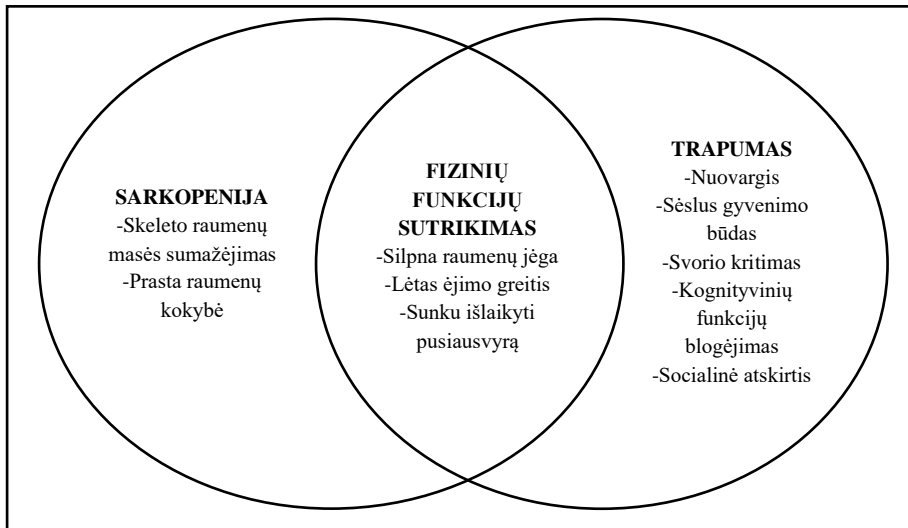 SARKOPENIJA
-Skeleto raumenų
masės sumažėjimas
-Prasta raumenų
kokybė
FIZINIŲ
FUNKCIJŲ
SUTRIKIMAS
-Silpna raumenų jėga
-Lėtas ėjimo greitis
-Sunku išlaikyti
pusiausvyrą
TRAPUMAS
-Nuovargis
-Sėslus gyvenimo
būdas
-Svorio kritimas
-Kognityvinių
funkcijų
blogėjimas
-Socialinė atskirtis